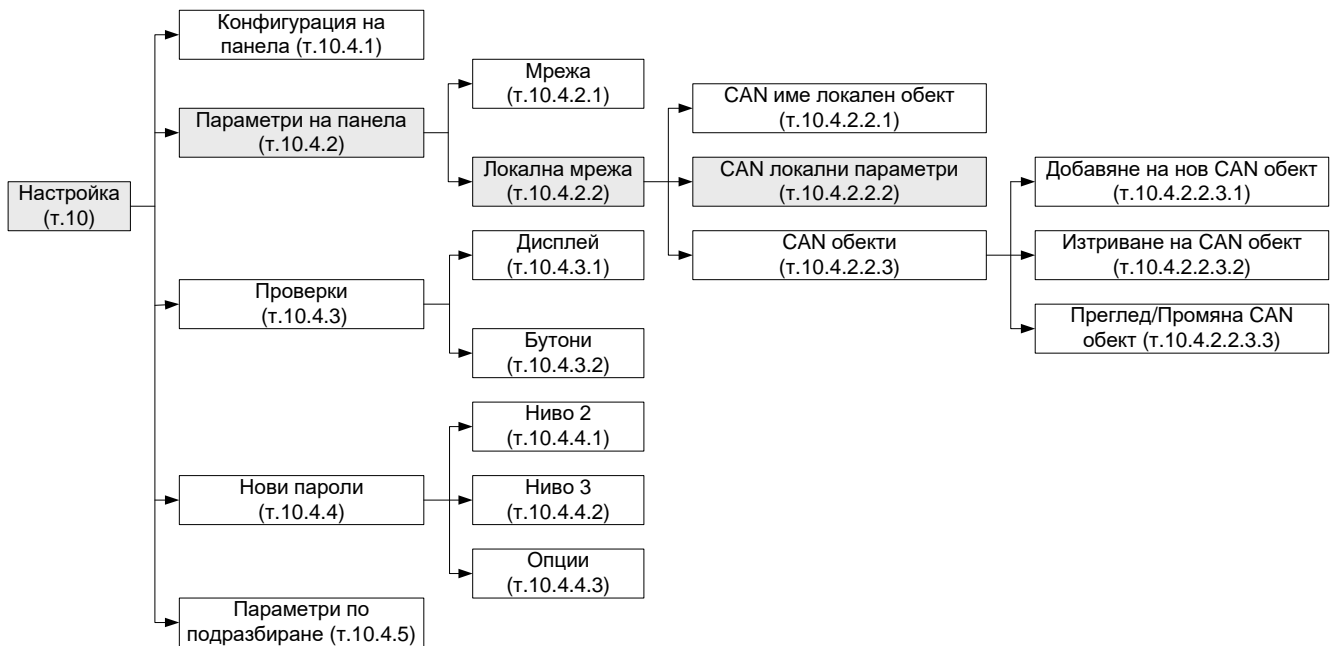 Настройка
(т.10)
Конфигурация на
панела (т.10.4.1)
Параметри на панела
(т.10.4.2)
Мрежа
(т.10.4.2.1)
Локална мрежа
(т.10.4.2.2)
CAN име локален обект
(т.10.4.2.2.1)
CAN локални параметри
(т.10.4.2.2.2)
CAN обекти
(т.10.4.2.2.3)
Добавяне на нов CAN обект
(т.10.4.2.2.3.1)
Изтриване на CAN обект
(т.10.4.2.2.3.2)
Преглед/Промяна CAN
обект (т.10.4.2.2.3.3)
Проверки
(т.10.4.3)
Дисплей
(т.10.4.3.1)
Бутони
(т.10.4.3.2)
Нови пароли
(т.10.4.4)
Ниво 2
(т.10.4.4.1)
Ниво 3
(т.10.4.4.2)
Опции
(т.10.4.4.3)
Параметри по
подразбиране (т.10.4.5)